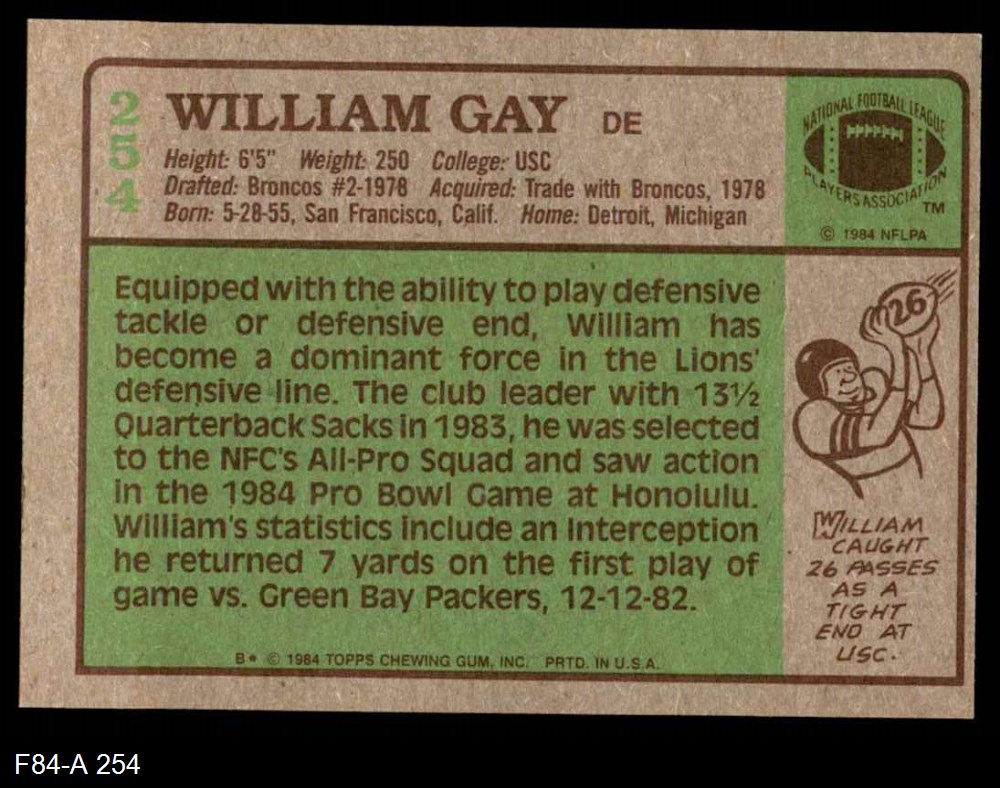 254
WILLIAM GAY DE
Height: 6'5" Weight: 250 College: USC
Drafted: Broncos #2-1978 Acquired: Trade with Broncos, 1978
Born: 5-28-55, San Francisco, Calif. Home: Detroit, Michigan
NATIONAL FOOTBALL LEAGUE
PLAYERS ASSOCIATION
TM
© 1984 NFLPA
Equipped with the ability to play defensive
tackle or defensive end, William has
become a dominant force in the Lions'
defensive line. The club leader with 13½
Quarterback Sacks in 1983, he was selected
to the NFC's All-Pro Squad and saw action
in the 1984 Pro Bowl Game at Honolulu.
William's statistics include an Interception
he returned 7 yards on the first play of
game vs. Green Bay Packers, 12-12-82.
26
WILLIAM
CAUGHT
26 PASSES
AS A
TIGHT
END AT
USC.
B* © 1984 TOPPS CHEWING GUM, INC. PRTD. IN U.S.A.
F84-A 254